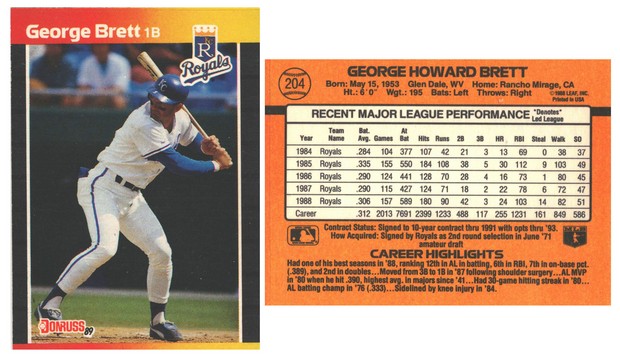 George Brett 1B
KC
R
Royals
DONRUSS 89
204
GEORGE HOWARD BRETT
Born: May 15, 1953 Glen Dale, WV Home: Rancho Mirage, CA
Ht.: 6' 0" Wgt.: 195 Bats: Left Throws: Right
© 1988 LEAF, INC.
Printed in USA
RECENT MAJOR LEAGUE PERFORMANCE *Denotes* Led League
Year Team Name Bat. Avg. Games At Bat Hits Runs 2B 3B HR RBI Steal Walk SO
1984 Royals .284 104 377 107 42 21 3 13 69 0 38 37
1985 Royals .335 155 550 184 108 38 5 30 112 9 103 49
1986 Royals .290 124 441 128 70 28 4 16 73 1 80 45
1987 Royals .290 115 427 124 71 18 2 22 78 6 72 47
1988 Royals .306 157 589 180 90 42 3 24 103 14 82 51
Career .312 2013 7691 2399 1233 488 117 255 1231 161 849 586
Contract Status: Signed to 10-year contract thru 1991 with opts thru '93.
How Acquired: Signed by Royals as 2nd round selection in June '71
amateur draft
CAREER HIGHLIGHTS
Had one of his best seasons in '88, ranking 12th in AL in batting, 6th in RBI, 7th in on-base pct.
(.389), and 2nd in doubles...Moved from 3B to 1B in '87 following shoulder surgery...AL MVP
in '80 when he hit .390, highest avg. in majors since '41...Had 30-game hitting streak in '80...
AL batting champ in '76 (.333)...Sidelined by knee injury in '84.